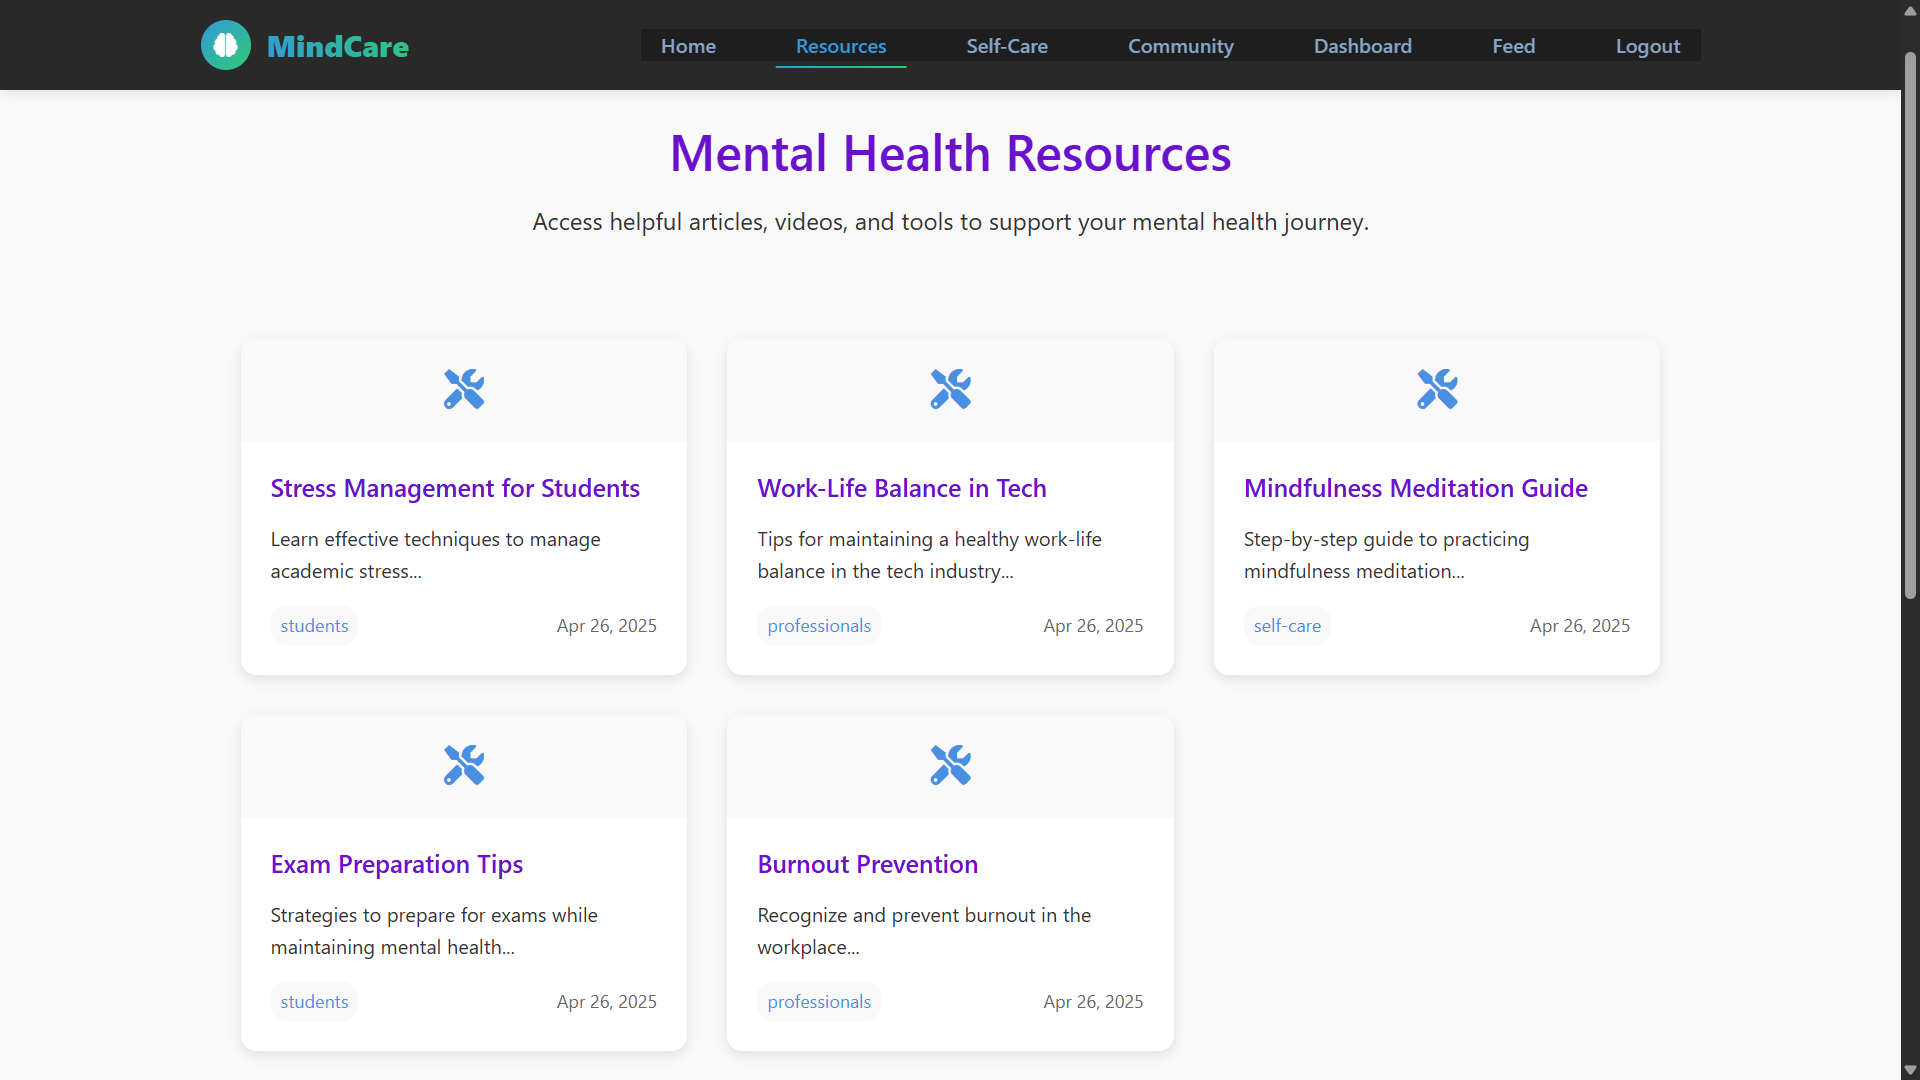 MindCare
Home Resources Self-Care Community Dashboard Feed Logout
Mental Health Resources
Access helpful articles, videos, and tools to support your mental health journey.
Stress Management for Students
Learn effective techniques to manage
academic stress...
students Apr 26, 2025
Work-Life Balance in Tech
Tips for maintaining a healthy work-life
balance in the tech industry...
professionals Apr 26, 2025
Mindfulness Meditation Guide
Step-by-step guide to practicing
mindfulness meditation...
self-care Apr 26, 2025
Exam Preparation Tips
Strategies to prepare for exams while
maintaining mental health...
students Apr 26, 2025
Burnout Prevention
Recognize and prevent burnout in the
workplace...
professionals Apr 26, 2025